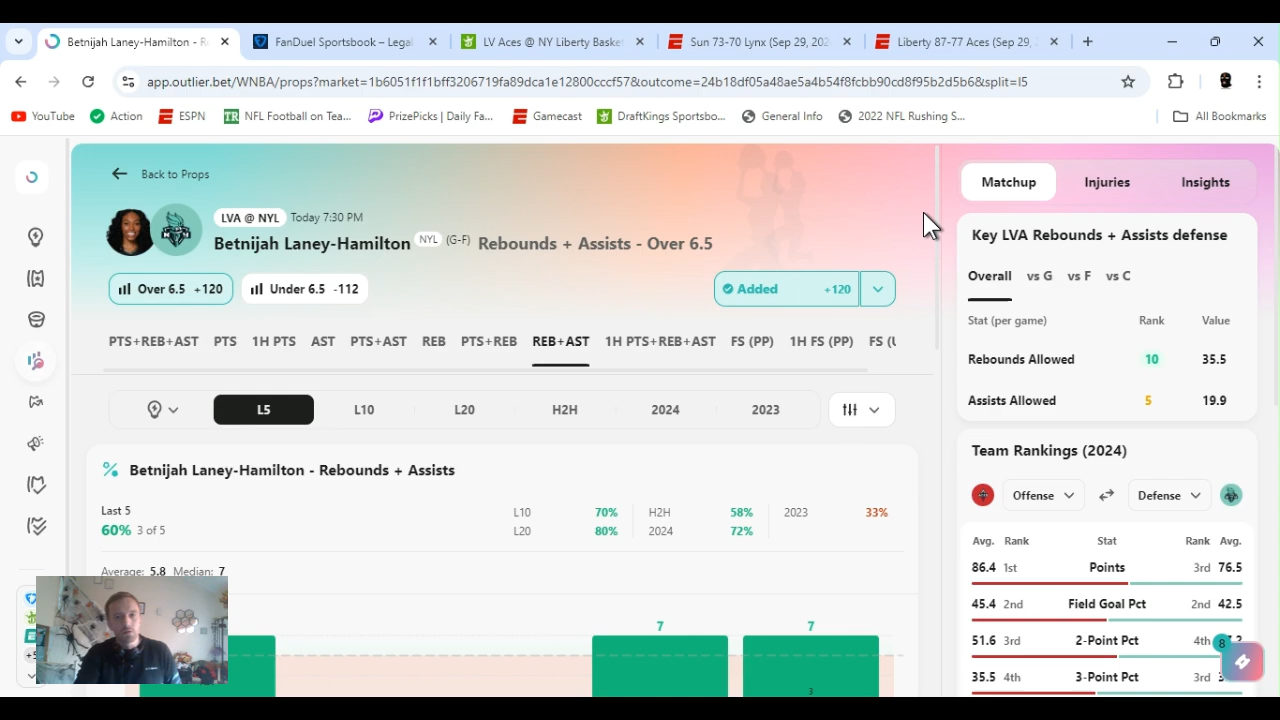 Betnijah Laney-Hamilton - R
FanDuel Sportsbook – Legal
LV Aces @ NY Liberty Basket
Sun 73-70 Lynx (Sep 29, 202
Liberty 87-77 Aces (Sep 29,
app.outlier.bet/WNBA/props?market=1b6051f1f1bff3206719fa89dca1e12800cccf57&outcome=24b18df05a48ae5a4b54f8fcbb90cd8f95b2d5b6&split=l5
YouTube
Action
ESPN
NFL Football on Tea...
PrizePicks | Daily Fa...
Gamecast
DraftKings Sportsbo...
General Info
2022 NFL Rushing S...
All Bookmarks
Back to Props
LVA @ NYL Today 7:30 PM
Betnijah Laney-Hamilton NYL (G-F) Rebounds + Assists - Over 6.5
Over 6.5 +120
Under 6.5 -112
Added +120
PTS+REB+AST PTS 1H PTS AST PTS+AST REB PTS+REB REB+AST 1H PTS+REB+AST FS (PP) 1H FS (PP) FS (U
L5 L10 L20 H2H 2024 2023
Betnijah Laney-Hamilton - Rebounds + Assists
Last 5
60% 3 of 5
L10 70% H2H 58% 2023 33%
L20 80% 2024 72%
Average: 5.8 Median: 7
7 7
3
Matchup Injuries Insights
Key LVA Rebounds + Assists defense
Overall vs G vs F vs C
Stat (per game) Rank Value
Rebounds Allowed 10 35.5
Assists Allowed 5 19.9
Team Rankings (2024)
Offense Defense
Avg. Rank Stat Rank Avg.
86.4 1st Points 3rd 76.5
45.4 2nd Field Goal Pct 2nd 42.5
51.6 3rd 2-Point Pct 4th
8
35.5 4th 3-Point Pct 3rd